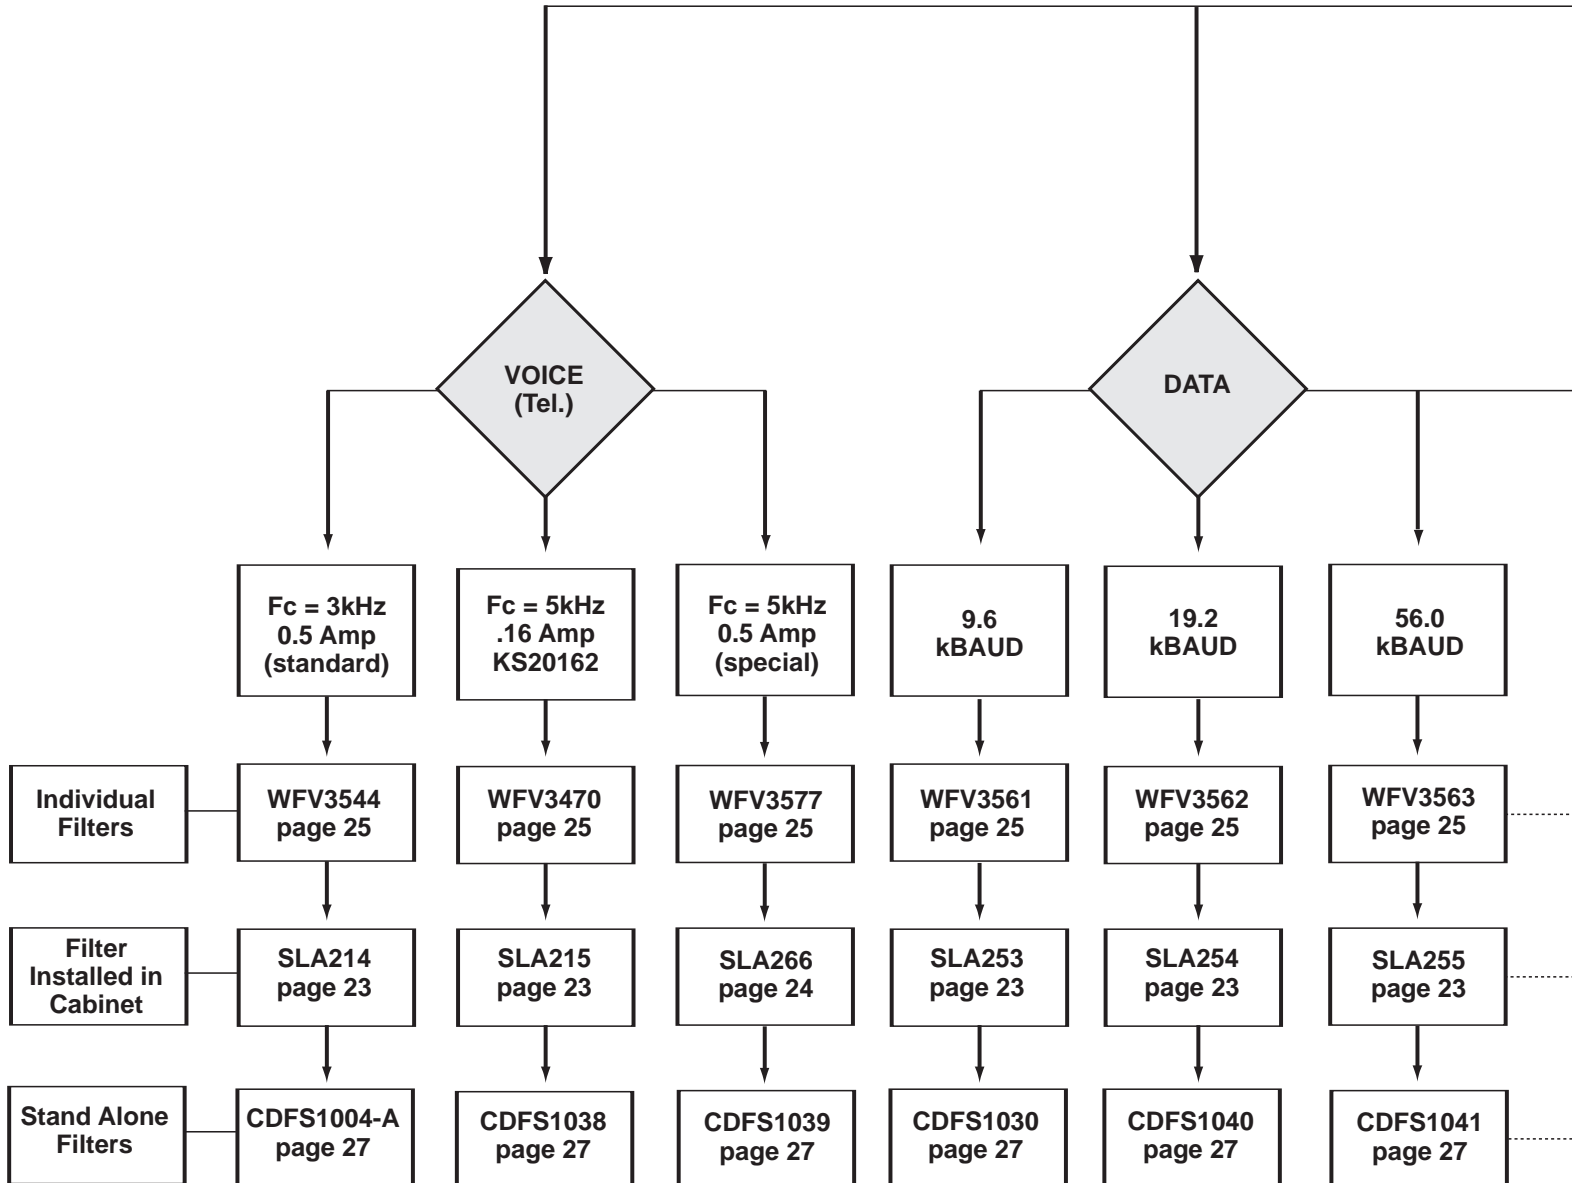 VOICE
(Tel.)
DATA
Fc = 3kHz
0.5 Amp
(standard)
Fc = 5kHz
.16 Amp
KS20162
Fc = 5kHz
0.5 Amp
(special)
9.6
kBAUD
19.2
kBAUD
56.0
kBAUD
Individual
Filters
WFV3544
page 25
WFV3470
page 25
WFV3577
page 25
WFV3561
page 25
WFV3562
page 25
WFV3563
page 25
Filter
Installed in
Cabinet
SLA214
page 23
SLA215
page 23
SLA266
page 24
SLA253
page 23
SLA254
page 23
SLA255
page 23
Stand Alone
Filters
CDFS1004-A
page 27
CDFS1038
page 27
CDFS1039
page 27
CDFS1030
page 27
CDFS1040
page 27
CDFS1041
page 27